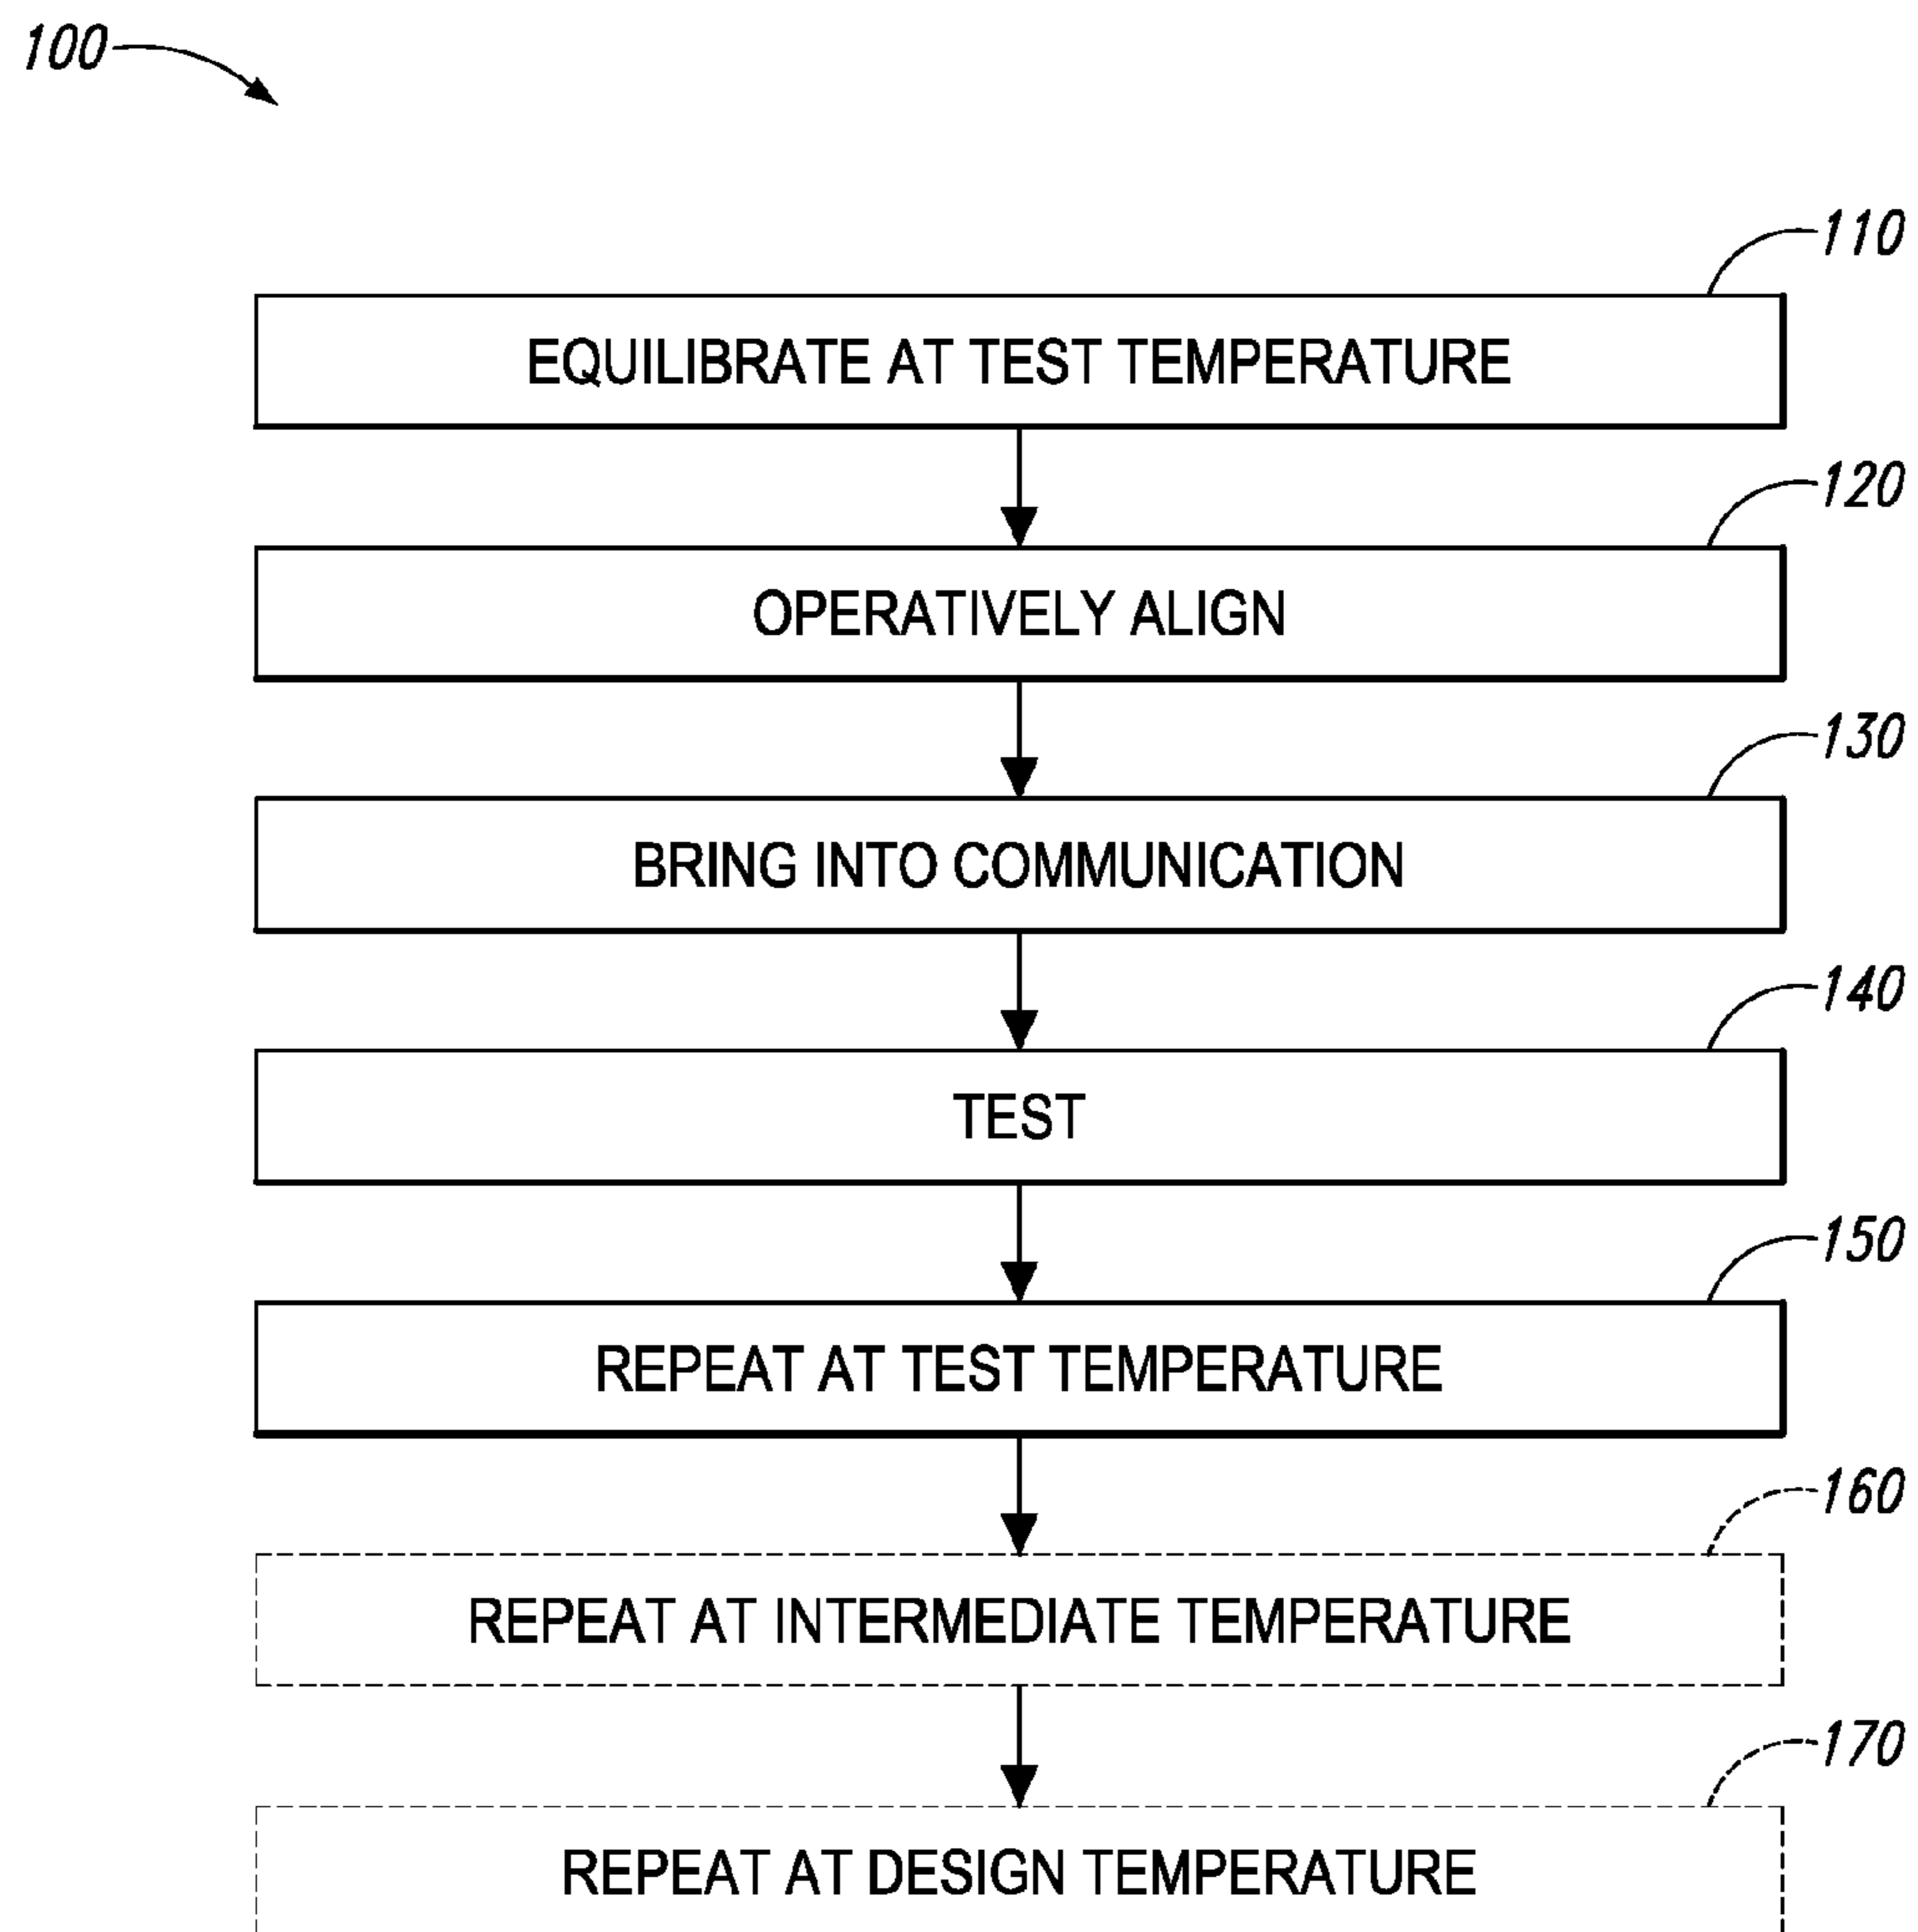 100
110
EQUILIBRATE AT TEST TEMPERATURE
120
OPERATIVELY ALIGN
130
BRING INTO COMMUNICATION
140
TEST
150
REPEAT AT TEST TEMPERATURE
160
REPEAT AT INTERMEDIATE TEMPERATURE
170
REPEAT AT DESIGN TEMPERATURE